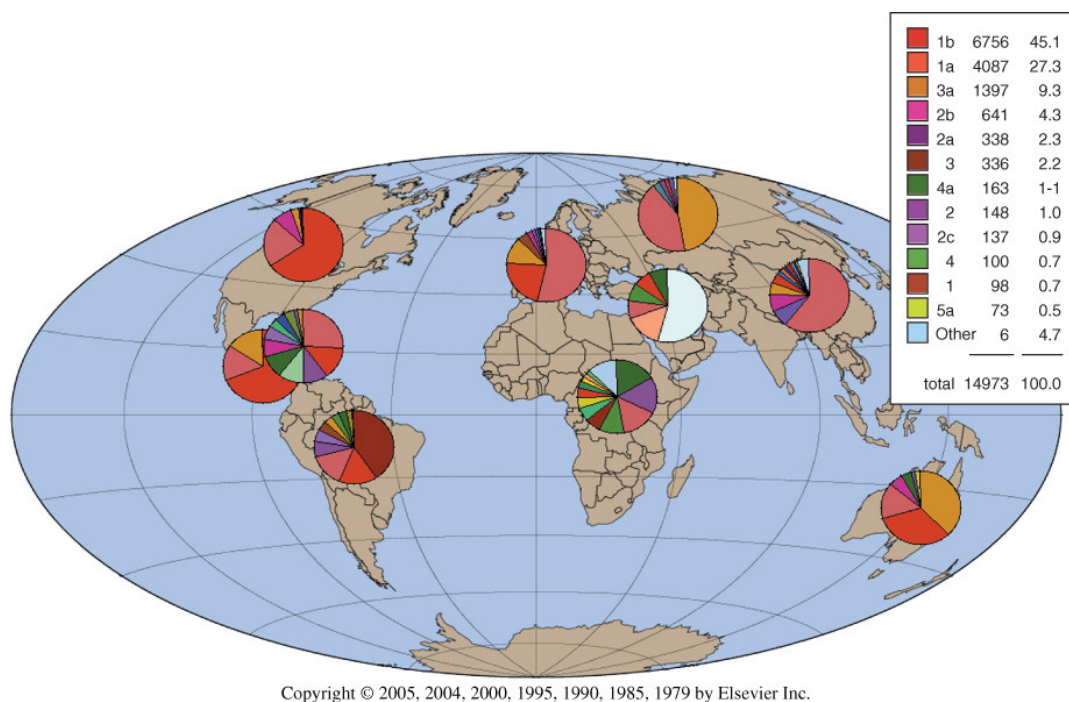 1b 6756 45.1
1a 4087 27.3
3a 1397 9.3
2b 641 4.3
2a 338 2.3
3 336 2.2
4a 163 1-1
2 148 1.0
2c 137 0.9
4 100 0.7
1 98 0.7
5a 73 0.5
Other 6 4.7
total 14973 100.0
Copyright © 2005, 2004, 2000, 1995, 1990, 1985, 1979 by Elsevier Inc.